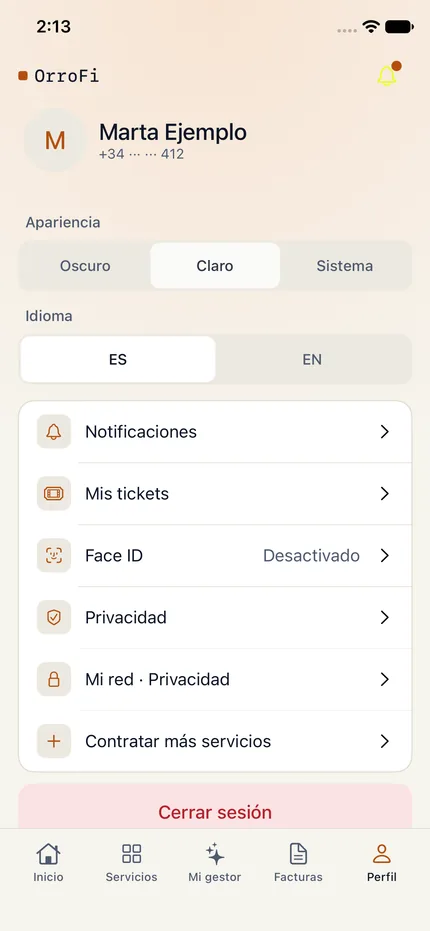 2:13
OrroFi
M
Marta Ejemplo
+34 ··· ··· 412
Apariencia
Oscuro Claro Sistema
Idioma
ES EN
Notificaciones
Mis tickets
Face ID Desactivado
Privacidad
Mi red · Privacidad
Contratar más servicios
Cerrar sesión
Inicio Servicios Mi gestor Facturas Perfil